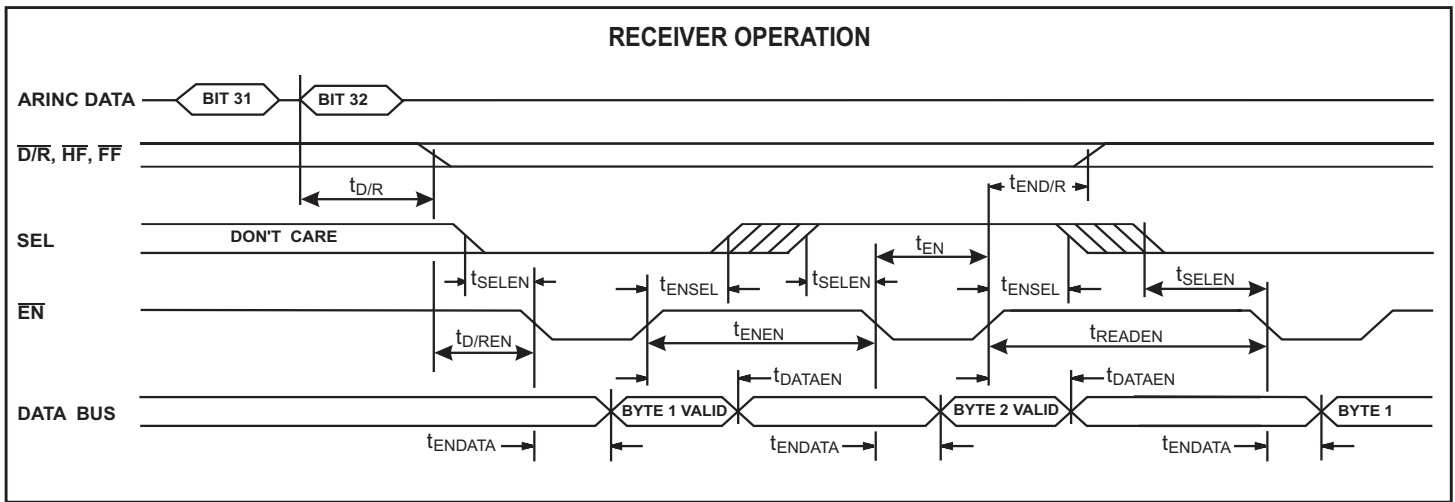 RECEIVER OPERATION
ARINC DATA BIT 31 BIT 32
D/R, HF, FF
tD/R tEND/R
SEL DON'T CARE
tEN
tSELEN tENSEL tSELEN tENSEL tSELEN
EN
tD/REN tENEN tREADEN
tDATAEN tDATAEN
DATA BUS BYTE 1 VALID BYTE 2 VALID BYTE 1
tENDATA tENDATA tENDATA